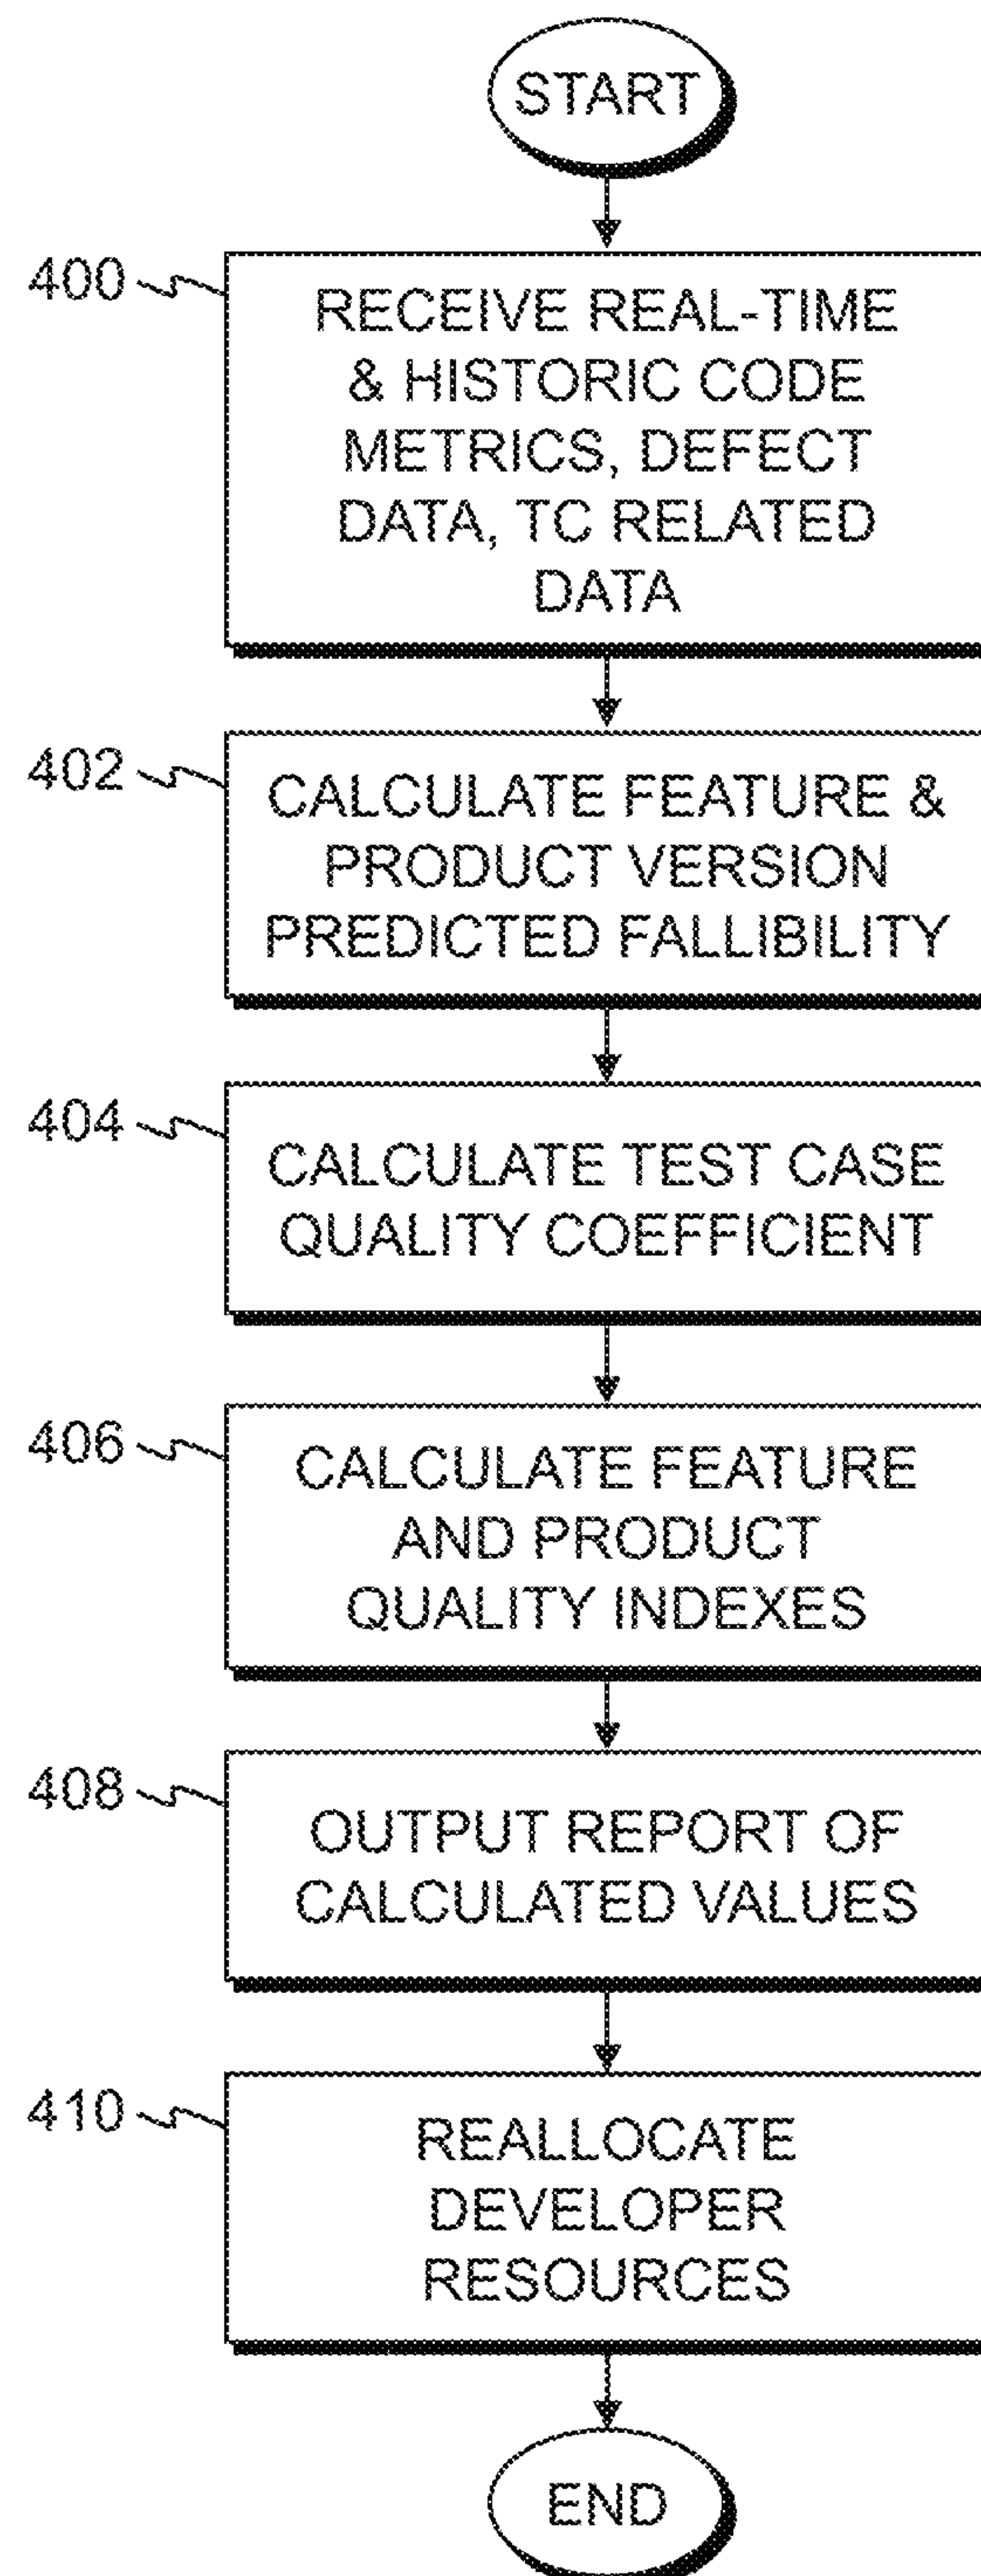 START
400
RECEIVE REAL-TIME
& HISTORIC CODE
METRICS, DEFECT
DATA, TC RELATED
DATA
402
CALCULATE FEATURE &
PRODUCT VERSION
PREDICTED FALLIBILITY
404
CALCULATE TEST CASE
QUALITY COEFFICIENT
406
CALCULATE FEATURE
AND PRODUCT
QUALITY INDEXES
408
OUTPUT REPORT OF
CALCULATED VALUES
410
REALLOCATE
DEVELOPER
RESOURCES
END